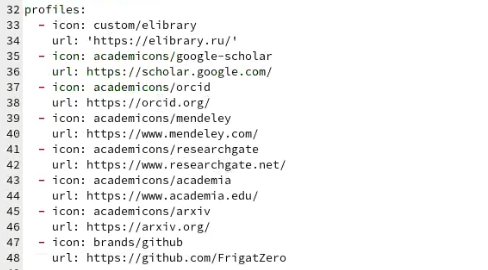 32 profiles:
33   - icon: custom/elibrary
34     url: 'https://elibrary.ru/'
35   - icon: academicons/google-scholar
36     url: https://scholar.google.com/
37   - icon: academicons/orcid
38     url: https://orcid.org/
39   - icon: academicons/mendeley
40     url: https://www.mendeley.com/
41   - icon: academicons/researchgate
42     url: https://www.researchgate.net/
43   - icon: academicons/academia
44     url: https://www.academia.edu/
45   - icon: academicons/arxiv
46     url: https://arxiv.org/
47   - icon: brands/github
48     url: https://github.com/FrigatZero